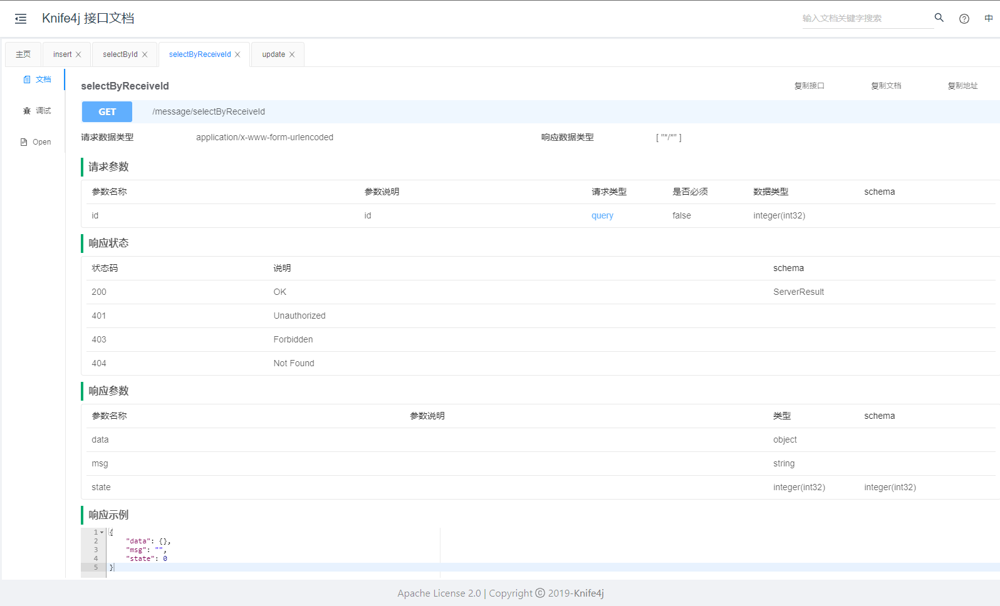 Knife4j 接口文档
输入文档关键字搜索
中
主页 insert selectById selectByReceiveId update
文档
调试
Open
selectByReceiveId 复制接口 复制文档 复制地址
GET /message/selectByReceiveId
请求数据类型 application/x-www-form-urlencoded 响应数据类型 [ "*/*" ]
请求参数
参数名称 参数说明 请求类型 是否必须 数据类型 schema
id id query false integer(int32)
响应状态
状态码 说明 schema
200 OK ServerResult
401 Unauthorized
403 Forbidden
404 Not Found
响应参数
参数名称 参数说明 类型 schema
data object
msg string
state integer(int32) integer(int32)
响应示例
1 {
2 "data": {},
3 "msg": "",
4 "state": 0
5 }
Apache License 2.0 | Copyright © 2019-Knife4j